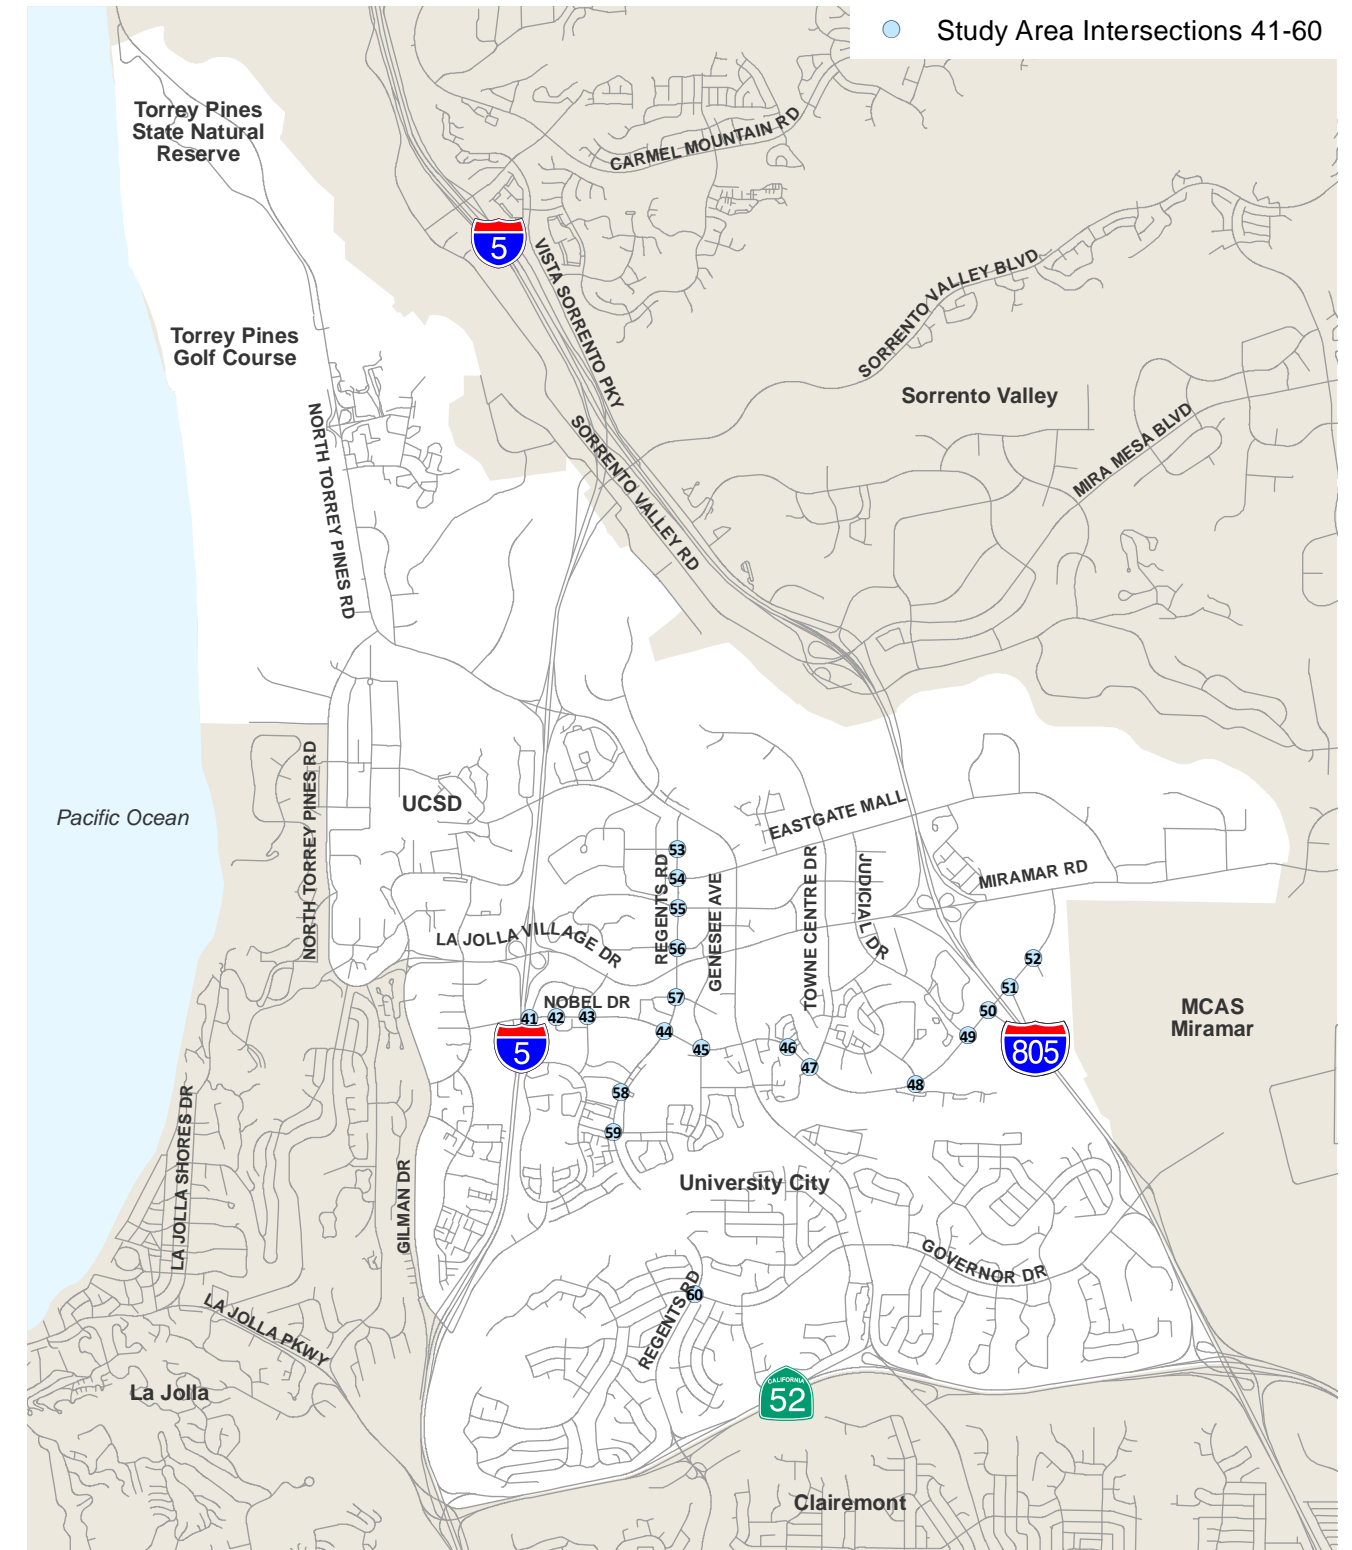 Study Area Intersections 41-60
Torrey Pines
State Natural
Reserve
CARMEL MOUNTAIN RD
5
VISTA SORRENTO PKY
SORRENTO VALLEY BLVD
Torrey Pines
Golf Course
Sorrento Valley
NORTH TORREY PINES RD
SORRENTO VALLEY RD
MIRA MESA BLVD
NORTH TORREY PINES RD
UCSD
Pacific Ocean
EASTGATE MALL
53
REGENTS RD
GENESEE AVE
TOWNE CENTRE DR
JUDICIAL DR
MIRAMAR RD
54
55
LA JOLLA VILLAGE DR
56
52
51
57
NOBEL DR
MCAS
Miramar
50
41
42
43
44
49
45
46
5
805
47
48
58
59
LA JOLLA SHORES DR
GILMAN DR
University City
GOVERNOR DR
60
REGENTS RD
LA JOLLA PKWY
La Jolla
CALIFORNIA
52
Clairemont